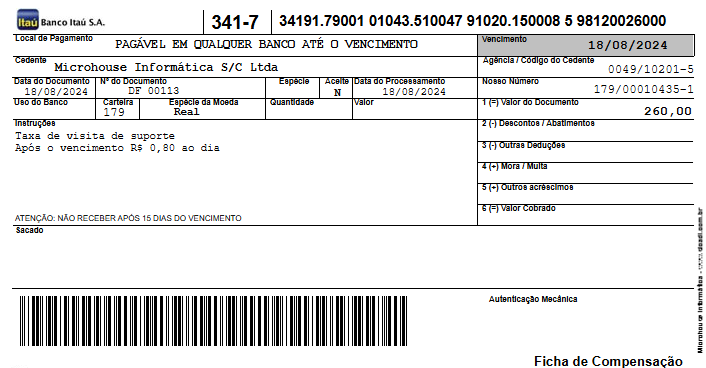 Itaú Banco Itaú S.A. 341-7 34191.79001 01043.510047 91020.150008 5 98120026000
Local de Pagamento
PAGÁVEL EM QUALQUER BANCO ATÉ O VENCIMENTO
Vencimento
18/08/2024
Cedente
Microhouse Informática S/C Ltda
Agência / Código do Cedente
0049/10201-5
Data do Documento Nº do Documento Espécie Aceite Data do Processamento
18/08/2024 DF 00113 N 18/08/2024
Nosso Número
179/00010435-1
Uso do Banco Carteira Espécie da Moeda Quantidade Valor
179 Real
1 (=) Valor do Documento
260,00
Instruções
Taxa de visita de suporte
Após o vencimento R$ 0,80 ao dia
ATENÇÃO: NÃO RECEBER APÓS 15 DIAS DO VENCIMENTO
2 (-) Descontos / Abatimentos
3 (-) Outras Deduções
4 (+) Mora / Multa
5 (+) Outros acréscimos
6 (=) Valor Cobrado
Sacado
Autenticação Mecânica
Ficha de Compensação
Microhouse Informática -